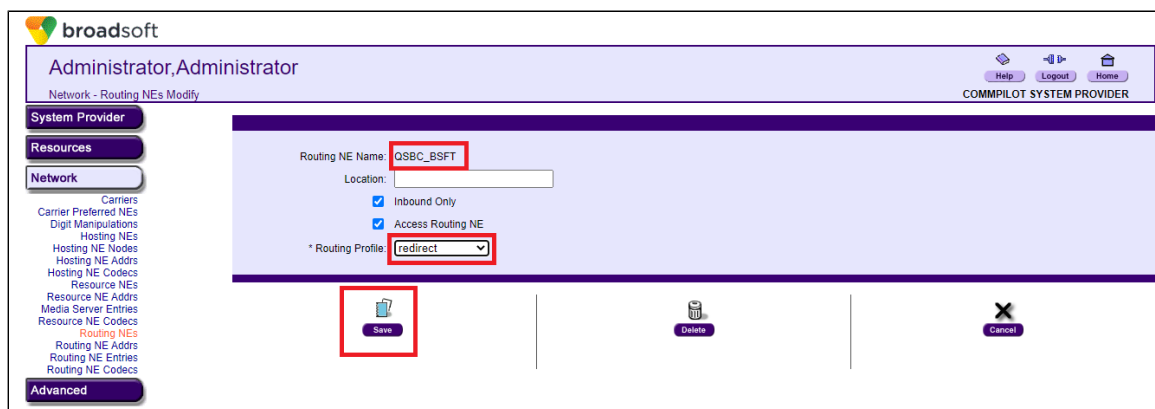 broadsoft
Administrator,Administrator
Help Logout Home
Network - Routing NEs Modify
COMMPILOT SYSTEM PROVIDER
System Provider
Resources
Network
Carriers
Carrier Preferred NEs
Digit Manipulations
Hosting NEs
Hosting NE Nodes
Hosting NE Addrs
Hosting NE Codecs
Resource NEs
Resource NE Addrs
Media Server Entries
Resource NE Codecs
Routing NEs
Routing NE Addrs
Routing NE Entries
Routing NE Codecs
Advanced
Routing NE Name: QSBC_BSFT
Location:
Inbound Only
Access Routing NE
* Routing Profile: redirect
Save Delete Cancel